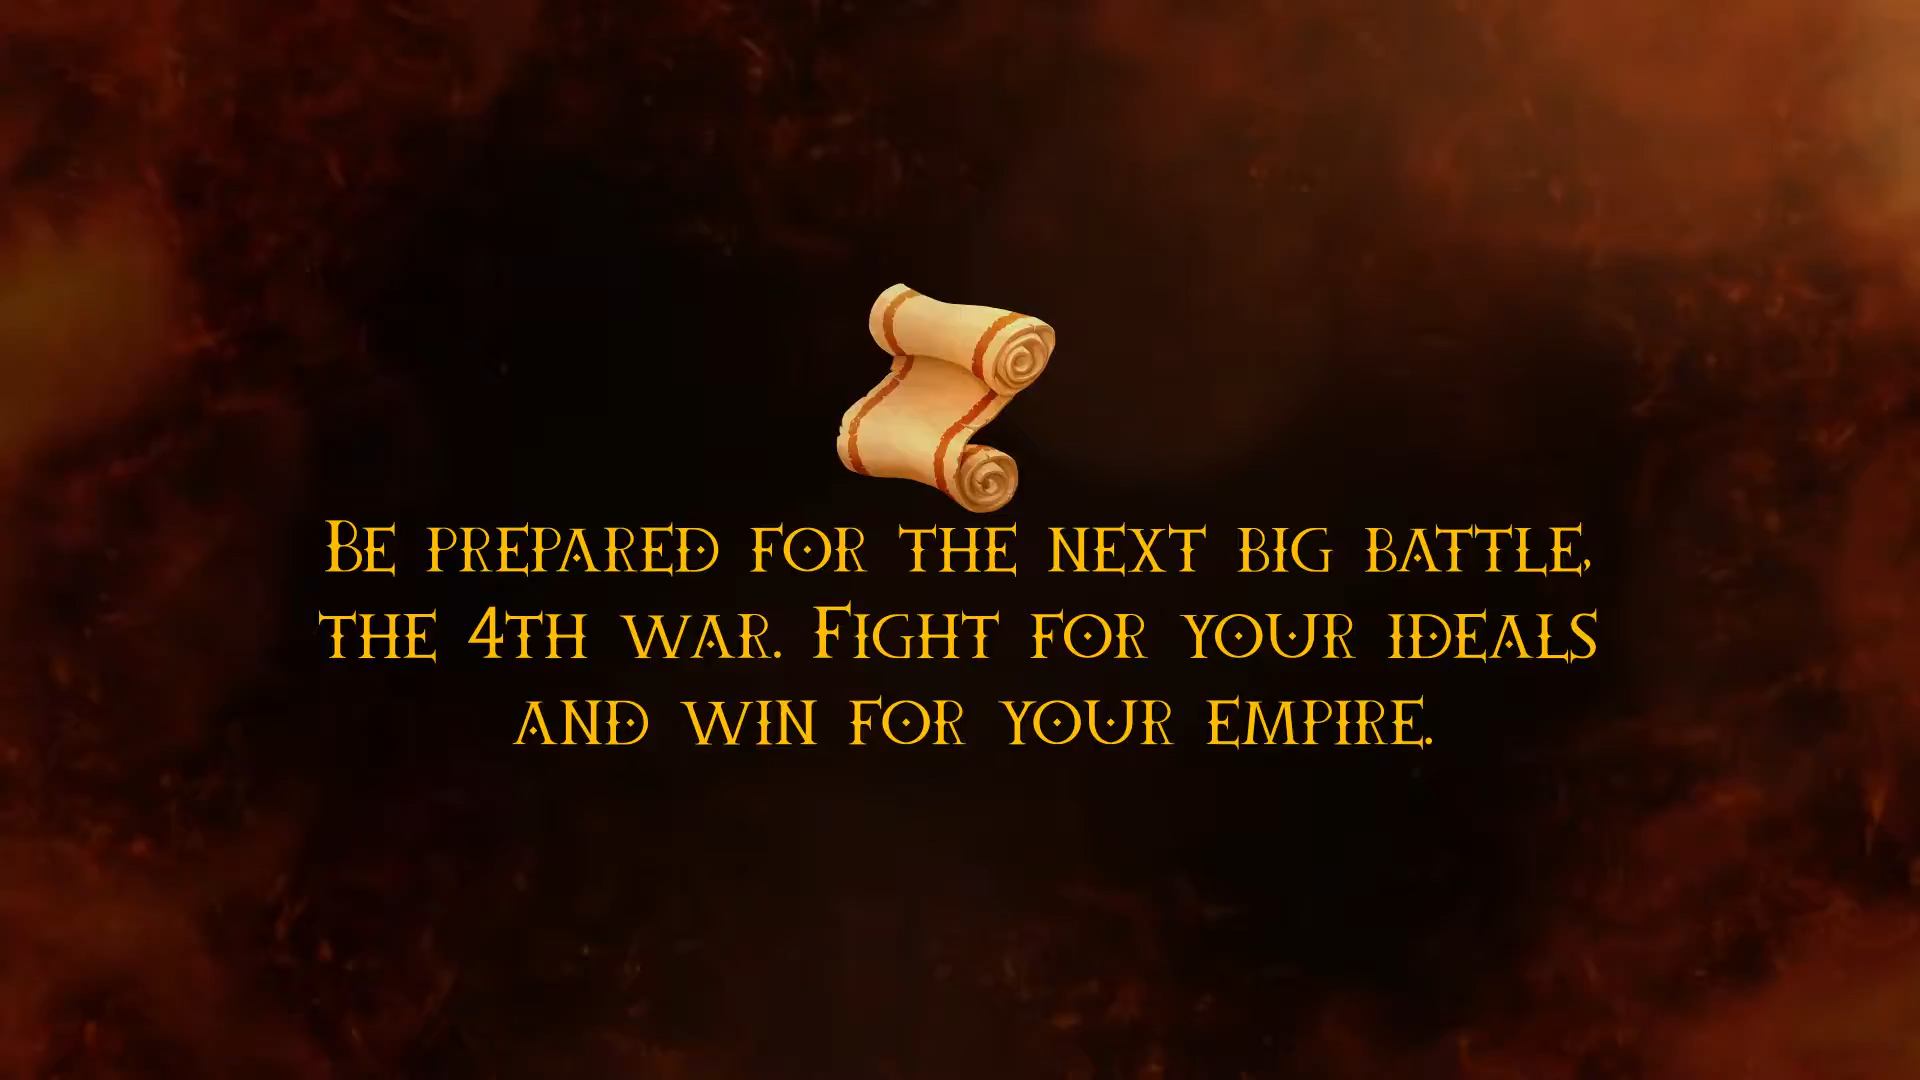 Be prepared for the next big battle,
the 4th war. Fight for your ideals
and win for your empire.